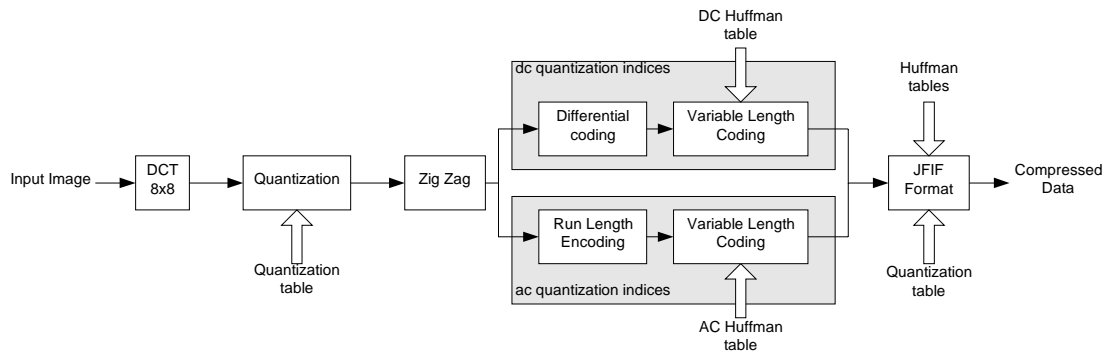 DC Huffman
table
dc quantization indices
Huffman
tables
Differential
coding
Variable Length
Coding
Input Image
DCT
8x8
Quantization
Zig Zag
JFIF
Format
Compressed
Data
Run Length
Encoding
Variable Length
Coding
Quantization
table
ac quantization indices
Quantization
table
AC Huffman
table